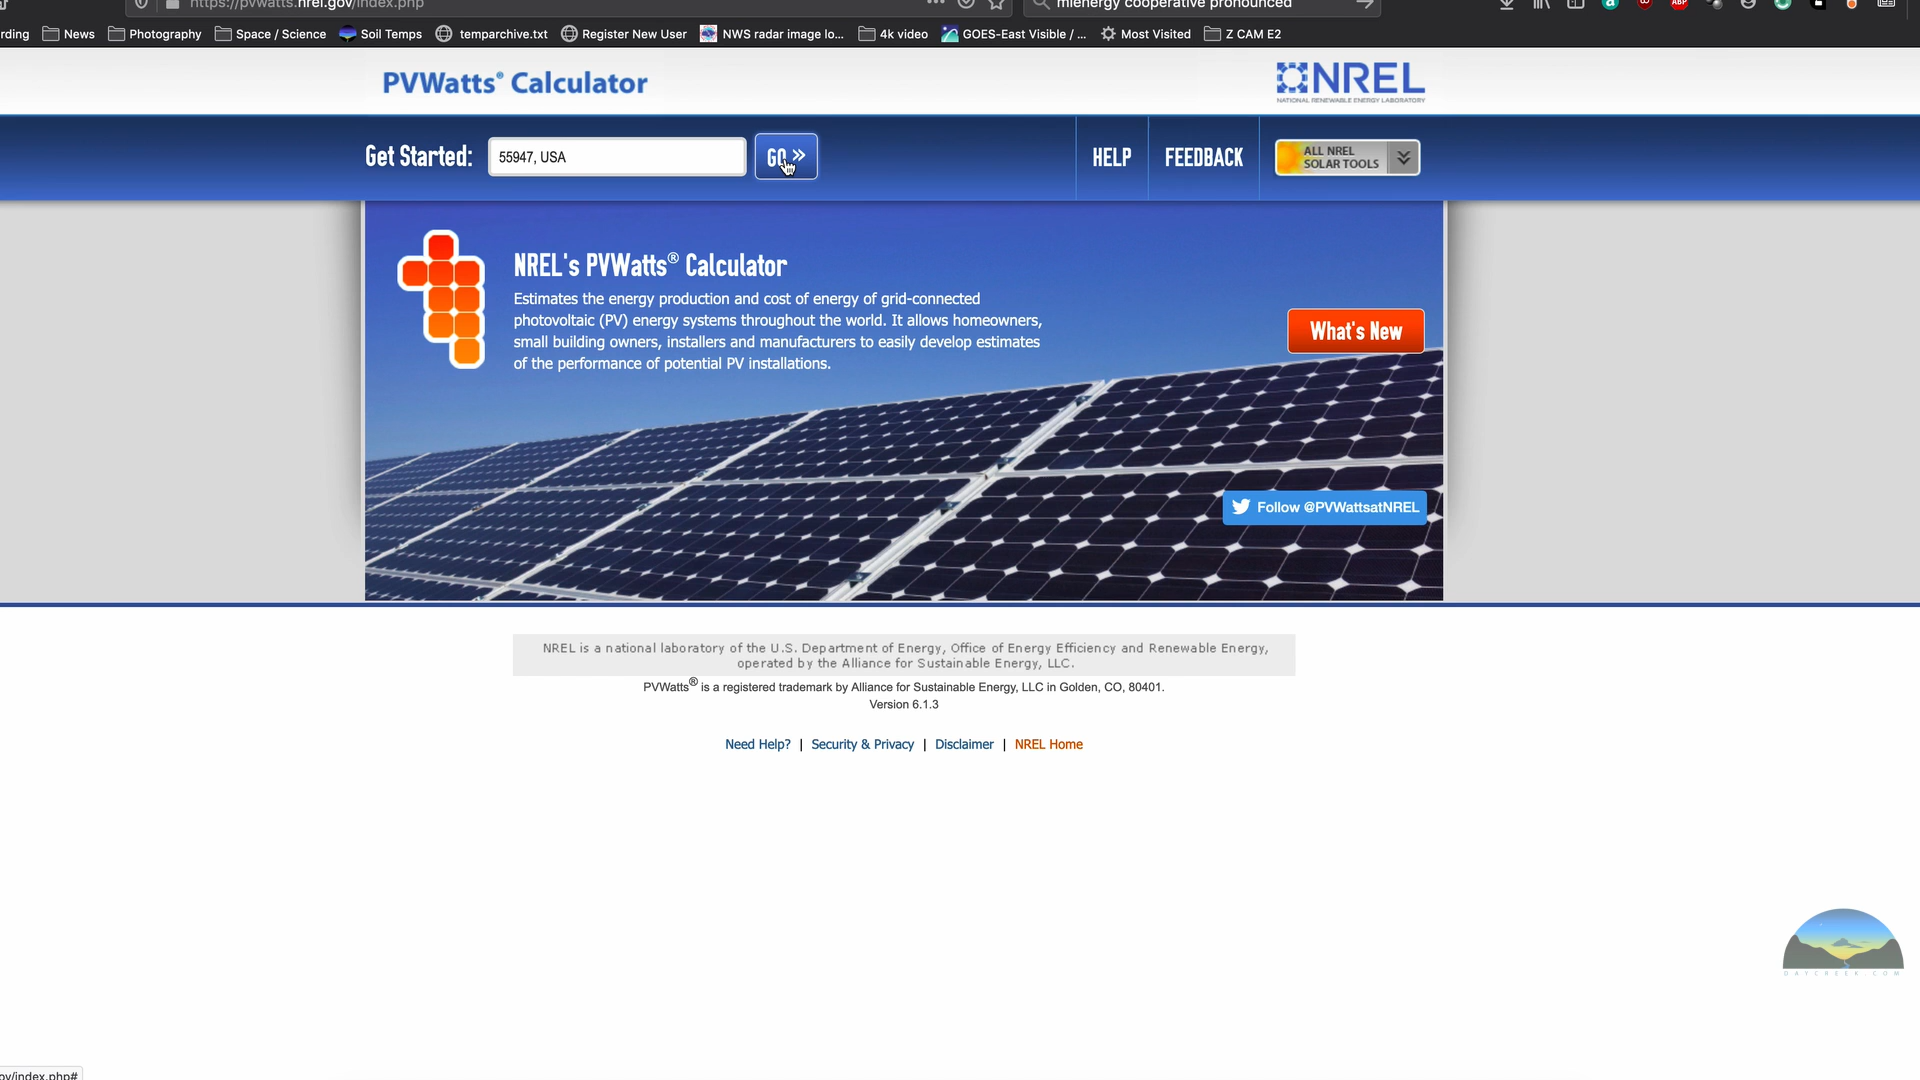 https://pvwatts.nrel.gov/index.php
mienergy cooperative pronounced
rding News Photography Space / Science Soil Temps temparchive.txt Register New User NWS radar image lo... 4k video GOES-East Visible / ... Most Visited Z CAM E2
PVWatts® Calculator
NREL
NATIONAL RENEWABLE ENERGY LABORATORY
Get Started:
55947, USA
GO »
HELP
FEEDBACK
ALL NREL
SOLAR TOOLS
NREL's PVWatts® Calculator
Estimates the energy production and cost of energy of grid-connected
photovoltaic (PV) energy systems throughout the world. It allows homeowners,
small building owners, installers and manufacturers to easily develop estimates
of the performance of potential PV installations.
What's New
Follow @PVWattsatNREL
NREL is a national laboratory of the U.S. Department of Energy, Office of Energy Efficiency and Renewable Energy,
operated by the Alliance for Sustainable Energy, LLC.
PVWatts® is a registered trademark by Alliance for Sustainable Energy, LLC in Golden, CO, 80401.
Version 6.1.3
Need Help? | Security & Privacy | Disclaimer | NREL Home
DAYCREEK.COM
ov/index.php#